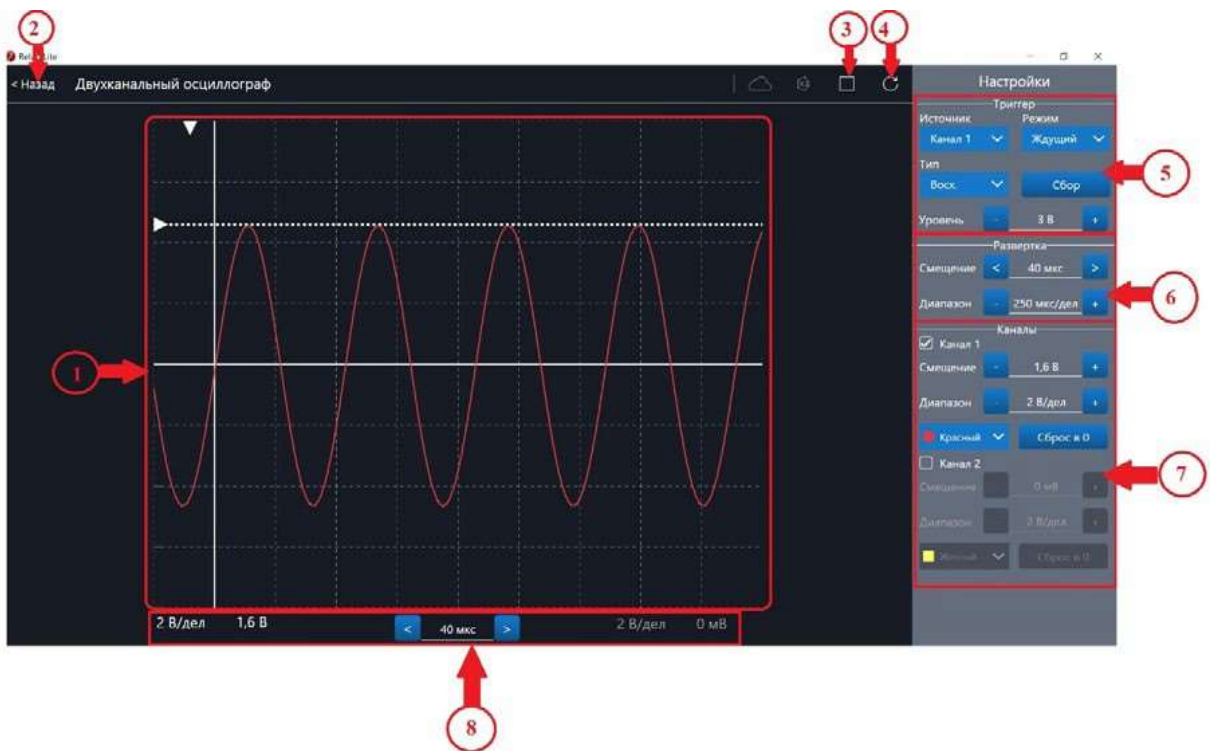 2
3
4
Relab Lite
< Назад
Двухканальный осциллограф
Настройки
Триггер
Источник
Режим
Канал 1
Ждущий
Тип
5
Восх.
Сбор
Уровень
-
3 В
+
Развертка
Смещение
<
40 мкс
>
6
Диапазон
-
250 мкс/дел
+
Каналы
Канал 1
1
Смещение
-
1,6 В
+
Диапазон
-
2 В/дел
+
Красный
Сброс в 0
Канал 2
7
Смещение
0 мВ
Диапазон
2 В/дел
Желтый
Сброс в 0
2 В/дел
1,6 В
<
40 мкс
>
2 В/дел
0 мВ
8